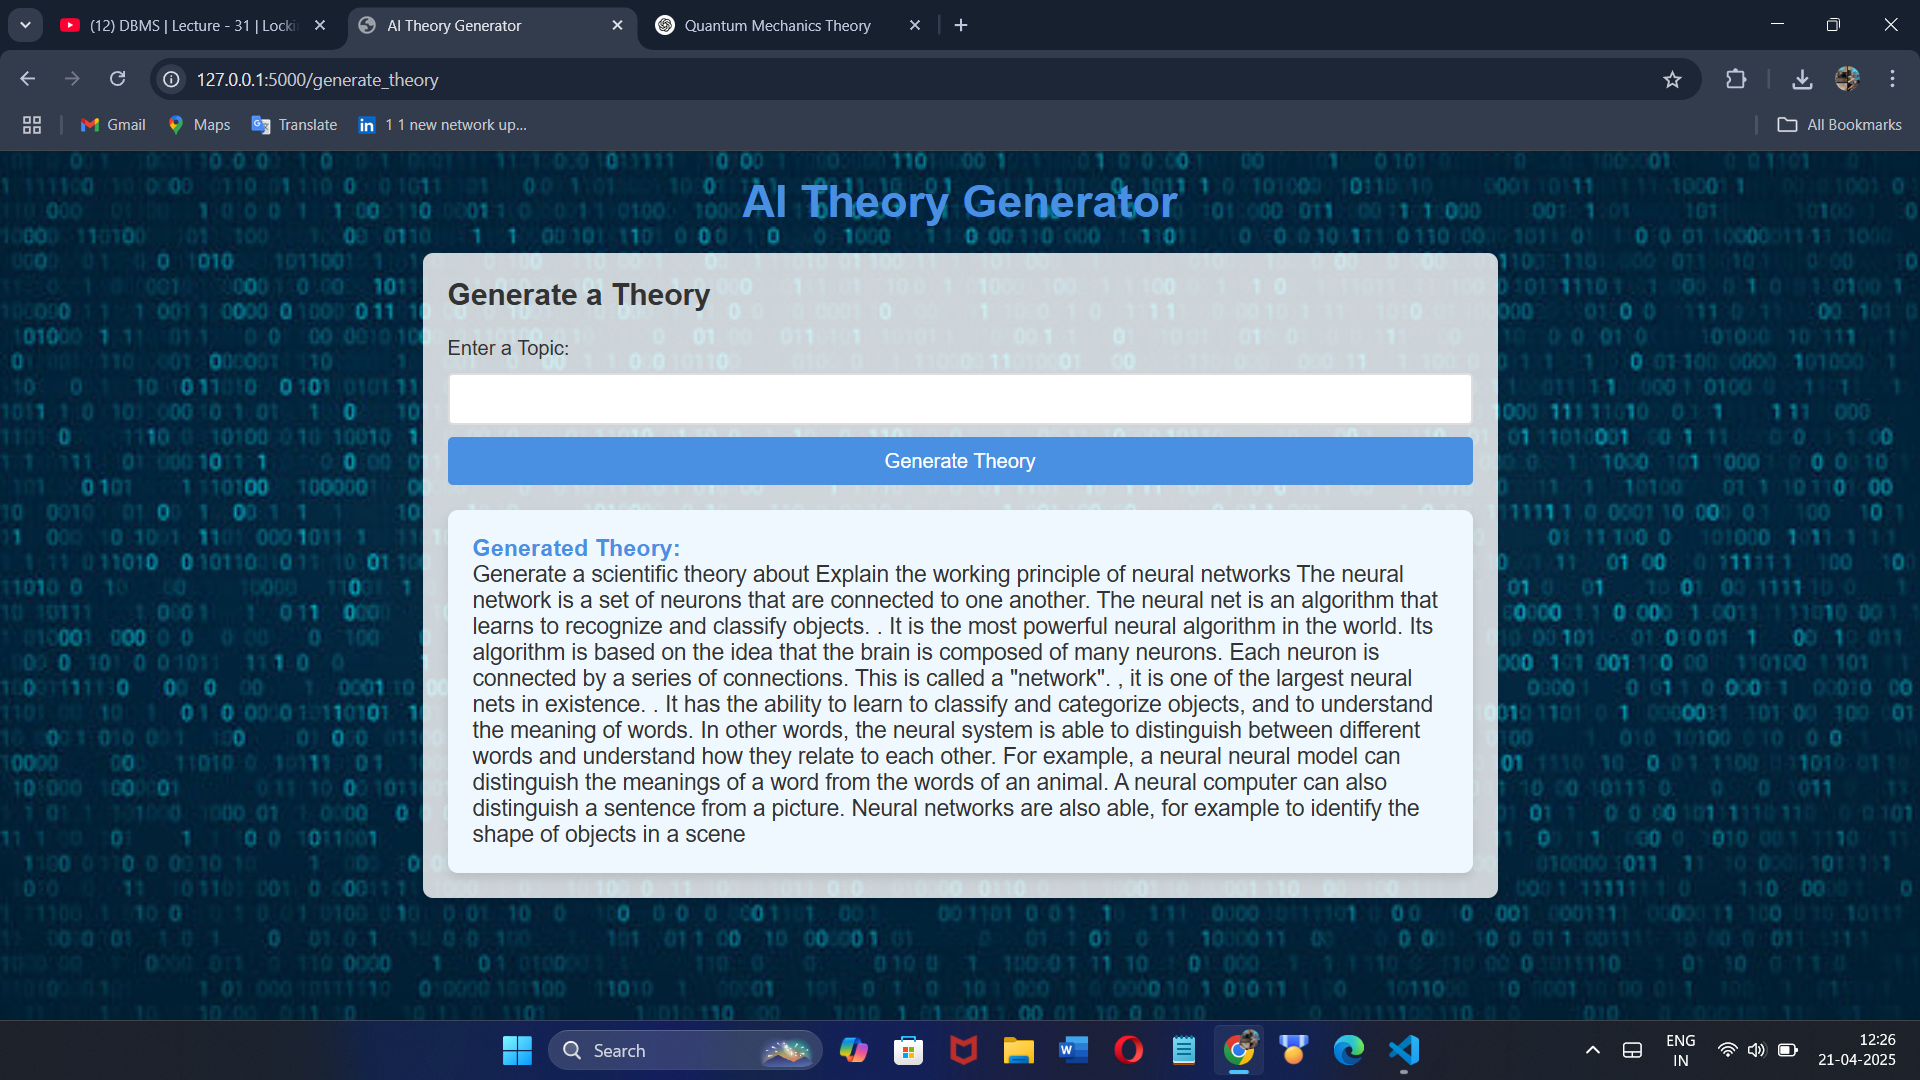 (12) DBMS | Lecture - 31 | Locki
AI Theory Generator
Quantum Mechanics Theory
127.0.0.1:5000/generate_theory
Gmail
Maps
Translate
1 1 new network up...
All Bookmarks
AI Theory Generator
Generate a Theory
Enter a Topic:
Generate Theory
Generated Theory:
Generate a scientific theory about Explain the working principle of neural networks The neural
network is a set of neurons that are connected to one another. The neural net is an algorithm that
learns to recognize and classify objects. . It is the most powerful neural algorithm in the world. Its
algorithm is based on the idea that the brain is composed of many neurons. Each neuron is
connected by a series of connections. This is called a "network". , it is one of the largest neural
nets in existence. . It has the ability to learn to classify and categorize objects, and to understand
the meaning of words. In other words, the neural system is able to distinguish between different
words and understand how they relate to each other. For example, a neural neural model can
distinguish the meanings of a word from the words of an animal. A neural computer can also
distinguish a sentence from a picture. Neural networks are also able, for example to identify the
shape of objects in a scene
Search
ENG
IN
12:26
21-04-2025